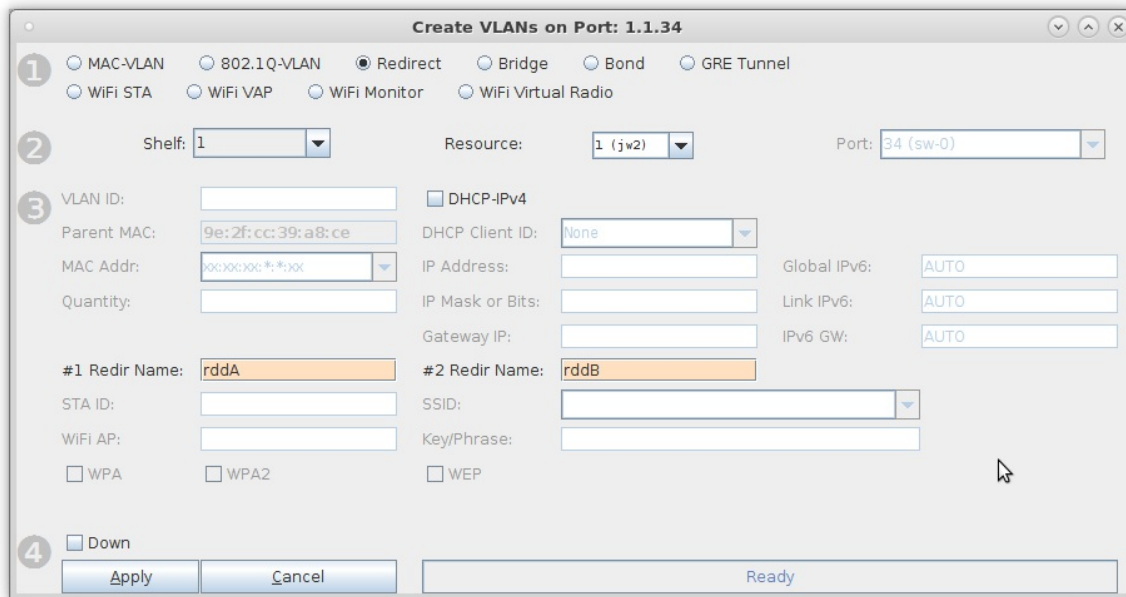 Create VLANs on Port: 1.1.34
1 MAC-VLAN 802.1Q-VLAN Redirect Bridge Bond GRE Tunnel
WiFi STA WiFi VAP WiFi Monitor WiFi Virtual Radio
2 Shelf: 1 Resource: 1 (jw2) Port: 34 (sw-0)
3 VLAN ID: DHCP-IPv4
Parent MAC: 9e:2f:cc:39:a8:ce DHCP Client ID: None
MAC Addr: xx:xx:xx:*:*:xx IP Address: Global IPv6: AUTO
Quantity: IP Mask or Bits: Link IPv6: AUTO
Gateway IP: IPv6 GW: AUTO
#1 Redir Name: rddA #2 Redir Name: rddB
STA ID: SSID:
WiFi AP: Key/Phrase:
WPA WPA2 WEP
4 Down
Apply Cancel Ready